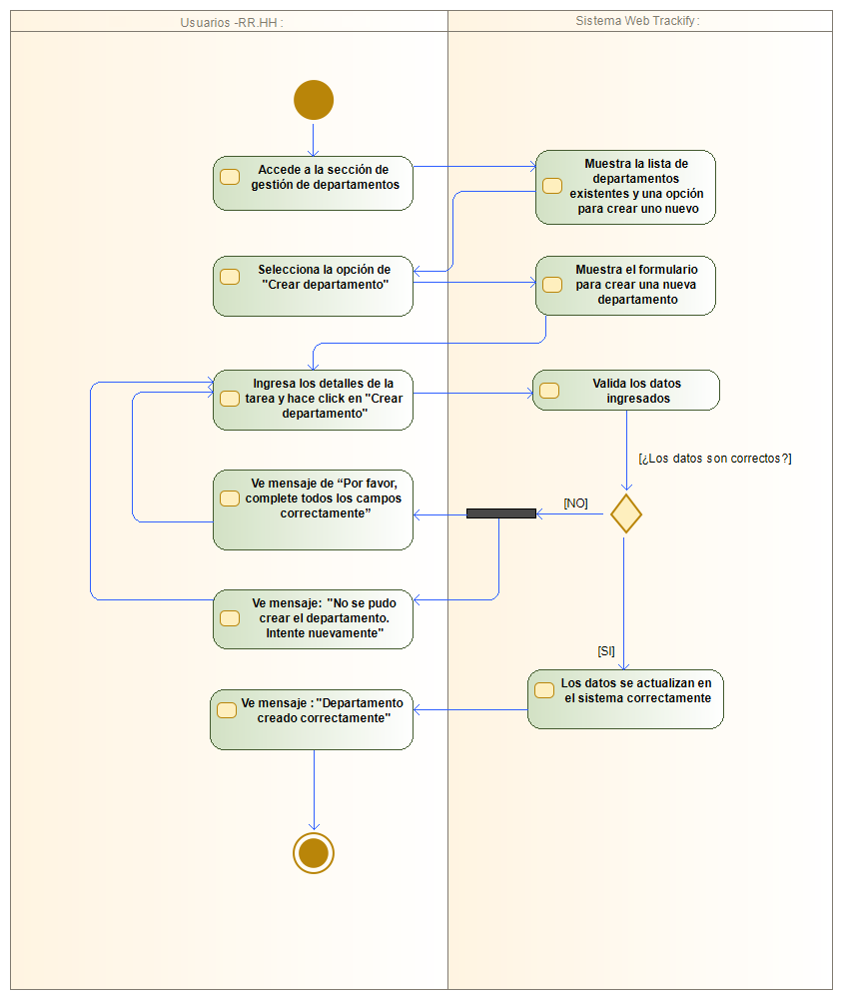 Usuarios -RR.HH :
Sistema Web Trackify:
Accede a la sección de
gestión de departamentos
Muestra la lista de
departamentos
existentes y una opción
para crear uno nuevo
Selecciona la opción de
"Crear departamento"
Muestra el formulario
para crear una nueva
departamento
Ingresa los detalles de la
tarea y hace click en "Crear
departamento"
Valida los datos
ingresados
[¿Los datos son correctos?]
Ve mensaje de “Por favor,
complete todos los campos
correctamente”
[NO]
Ve mensaje: "No se pudo
crear el departamento.
Intente nuevamente"
[SI]
Los datos se actualizan en
el sistema correctamente
Ve mensaje : "Departamento
creado correctamente"